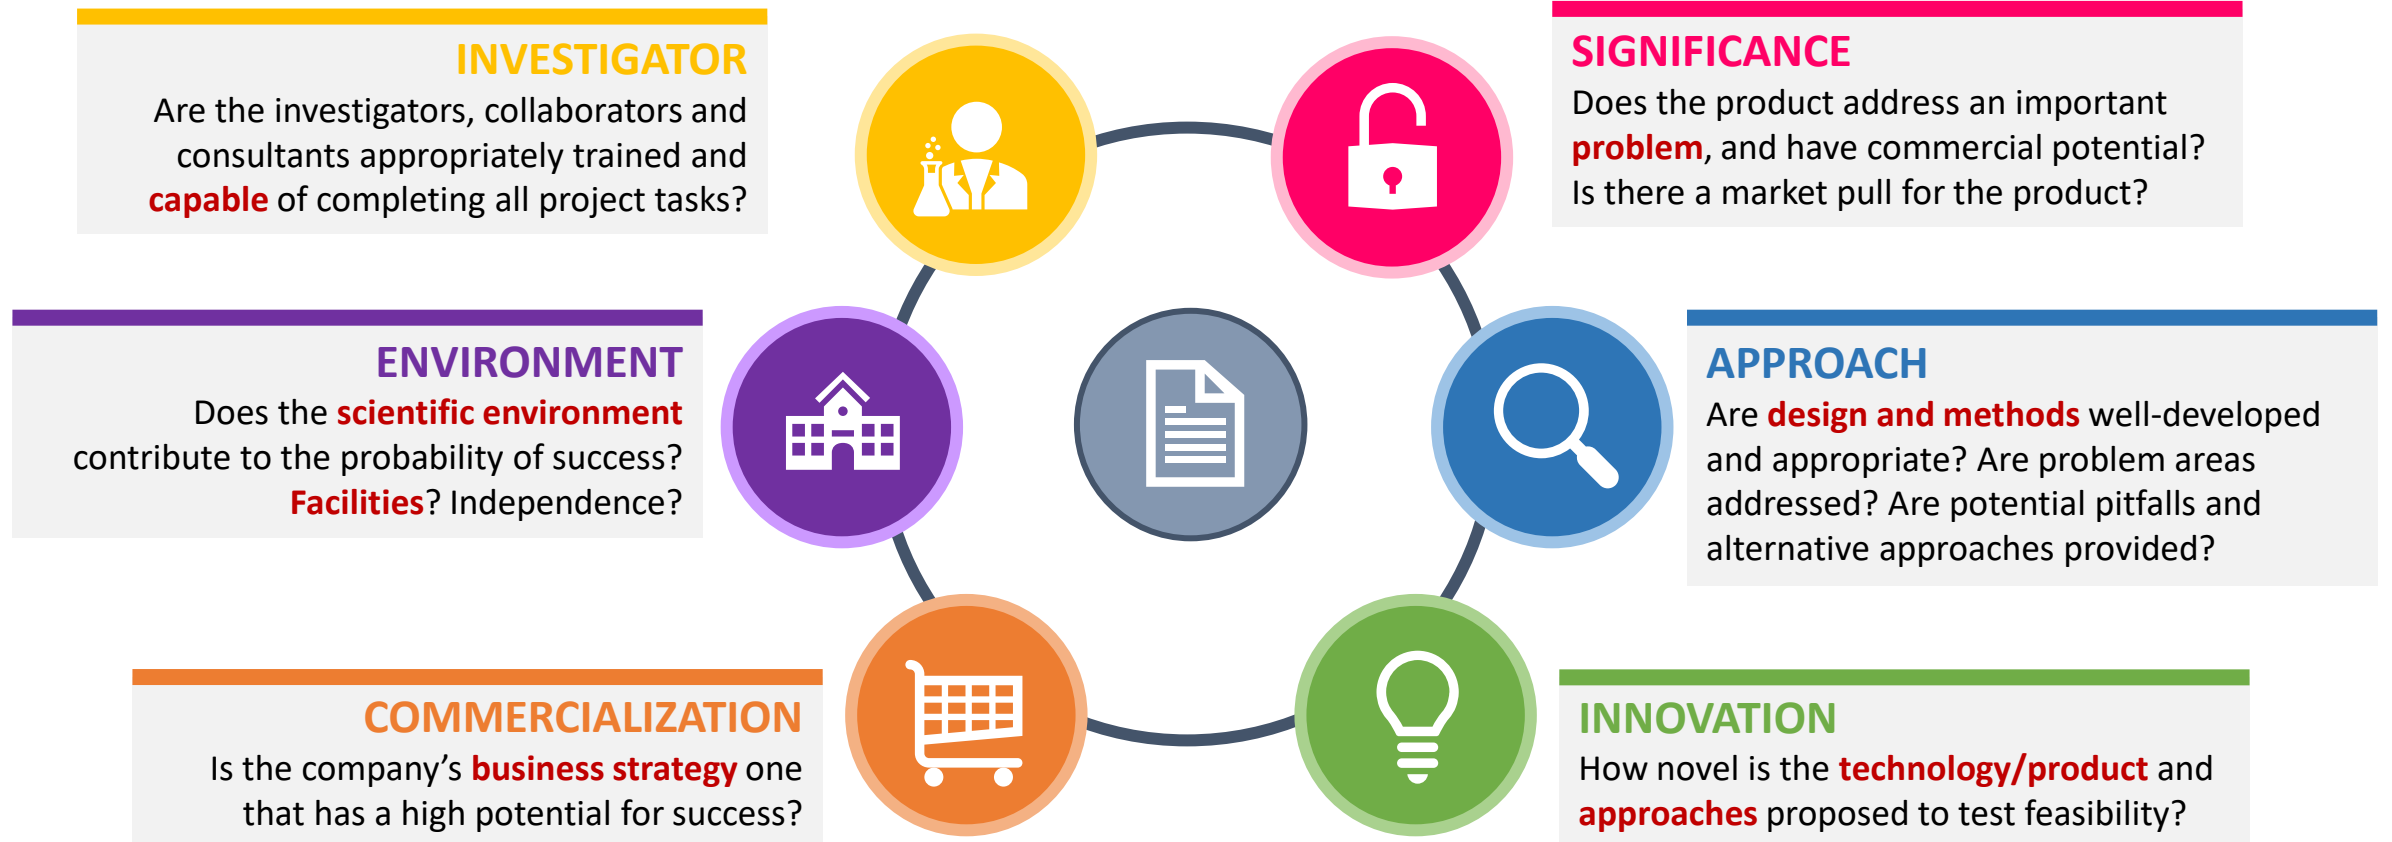 INVESTIGATOR
Are the investigators, collaborators and
consultants appropriately trained and
capable of completing all project tasks?
SIGNIFICANCE
Does the product address an important
problem, and have commercial potential?
Is there a market pull for the product?
ENVIRONMENT
Does the scientific environment
contribute to the probability of success?
Facilities? Independence?
APPROACH
Are design and methods well-developed
and appropriate? Are problem areas
addressed? Are potential pitfalls and
alternative approaches provided?
COMMERCIALIZATION
Is the company’s business strategy one
that has a high potential for success?
INNOVATION
How novel is the technology/product and
approaches proposed to test feasibility?